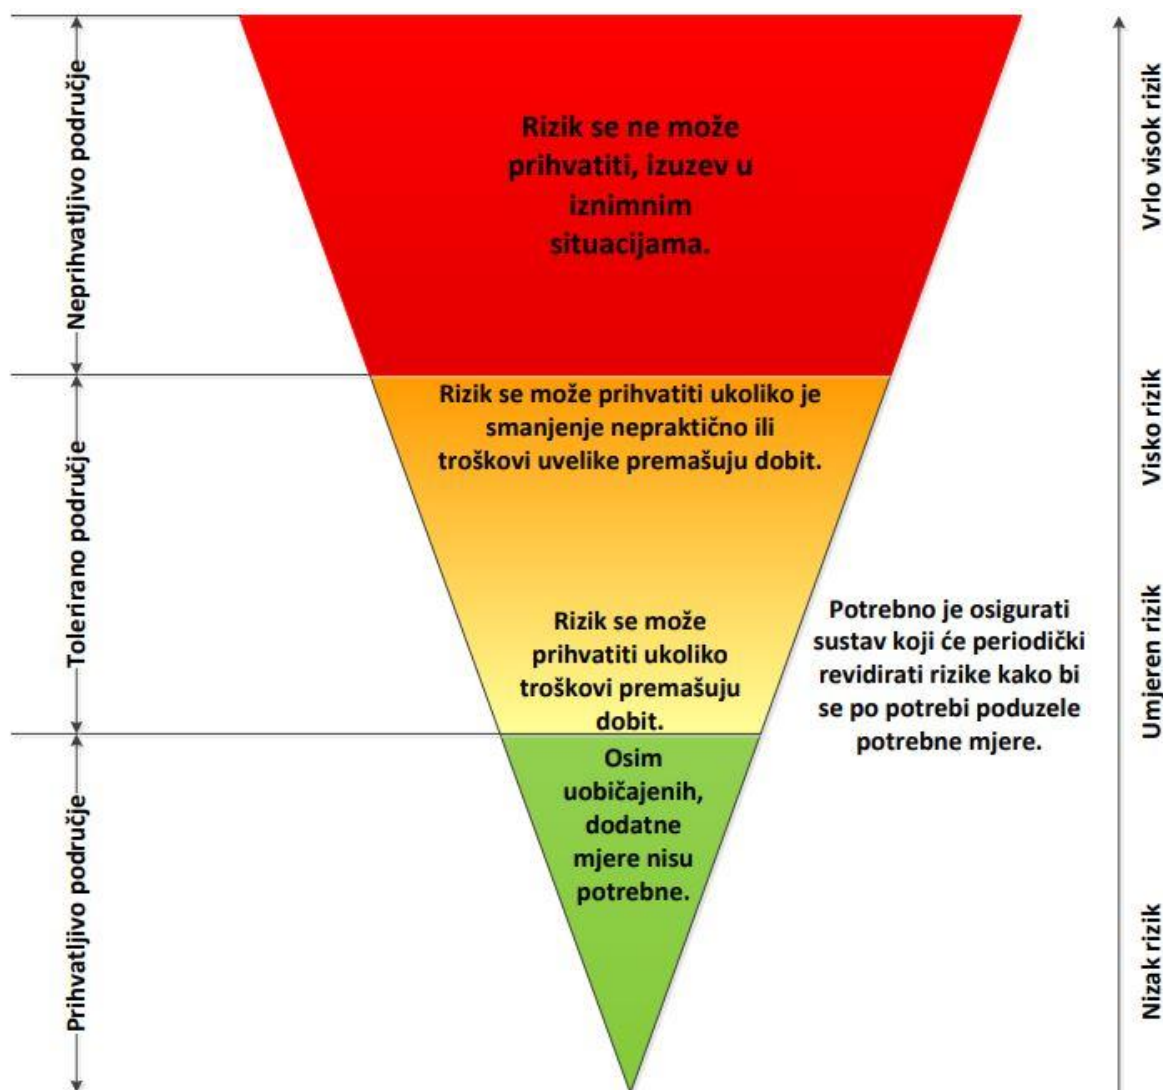 Neprihvatljivo područje
Rizik se ne može
prihvatiti, izuzev u
iznimnim
situacijama.
Vrlo visok rizik
Tolerirano područje
Rizik se može prihvatiti ukoliko je
smanjenje nepraktično ili
troškovi uvelike premašuju dobit.
Visko rizik
Rizik se može
prihvatiti ukoliko
troškovi premašuju
dobit.
Potrebno je osigurati
sustav koji će periodički
revidirati rizike kako bi
se po potrebi poduzele
potrebne mjere.
Umjeren rizik
Prihvatljivo područje
Osim
uobičajenih,
dodatne
mjere nisu
potrebne.
Nizak rizik